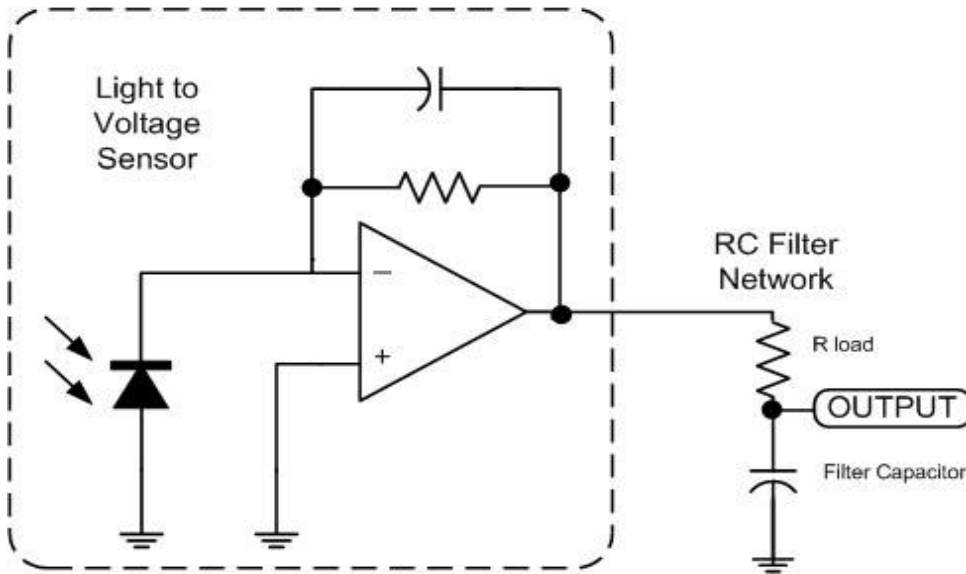 Light to
Voltage
Sensor
−
+
RC Filter
Network
R load
OUTPUT
Filter Capacitor